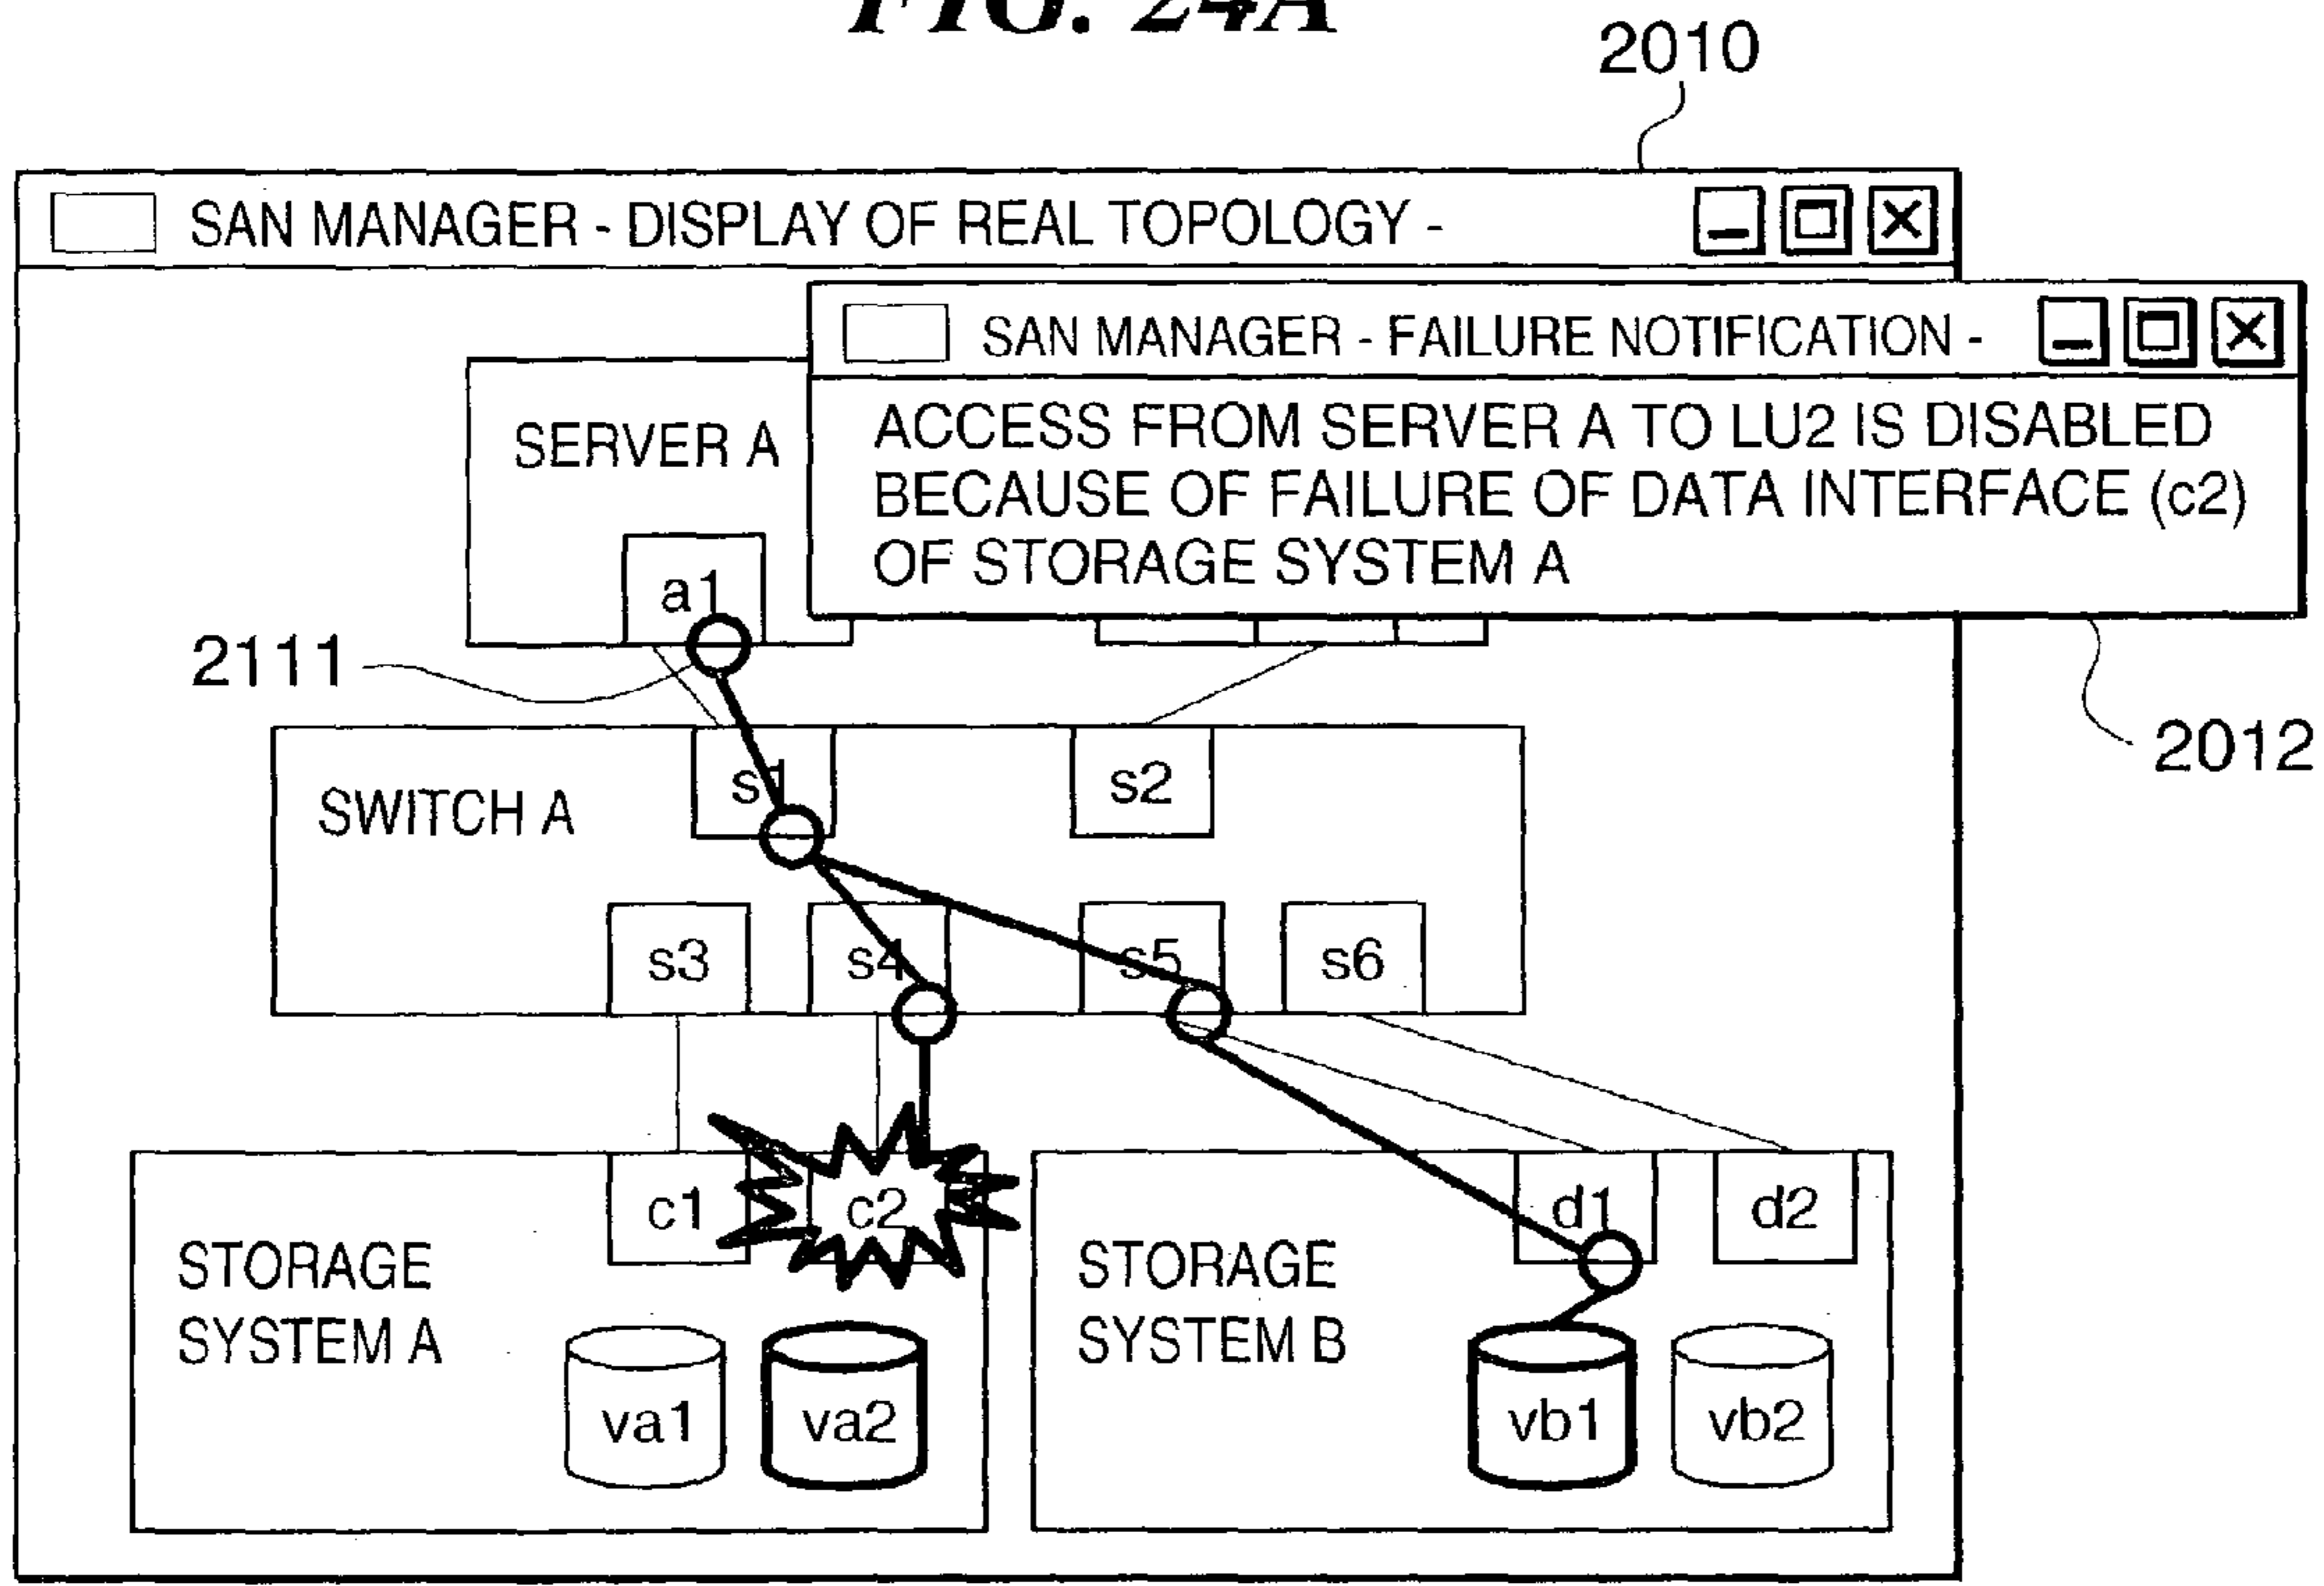 FIG. 24A
2010
SAN MANAGER - DISPLAY OF REAL TOPOLOGY -
SAN MANAGER - FAILURE NOTIFICATION -
ACCESS FROM SERVER A TO LU2 IS DISABLED
BECAUSE OF FAILURE OF DATA INTERFACE (c2)
OF STORAGE SYSTEM A
SERVER A
a1
2111
2012
SWITCH A
s1
s2
s3
s4
s5
s6
STORAGE
SYSTEM A
c1
c2
va1
va2
STORAGE
SYSTEM B
d1
d2
vb1
vb2